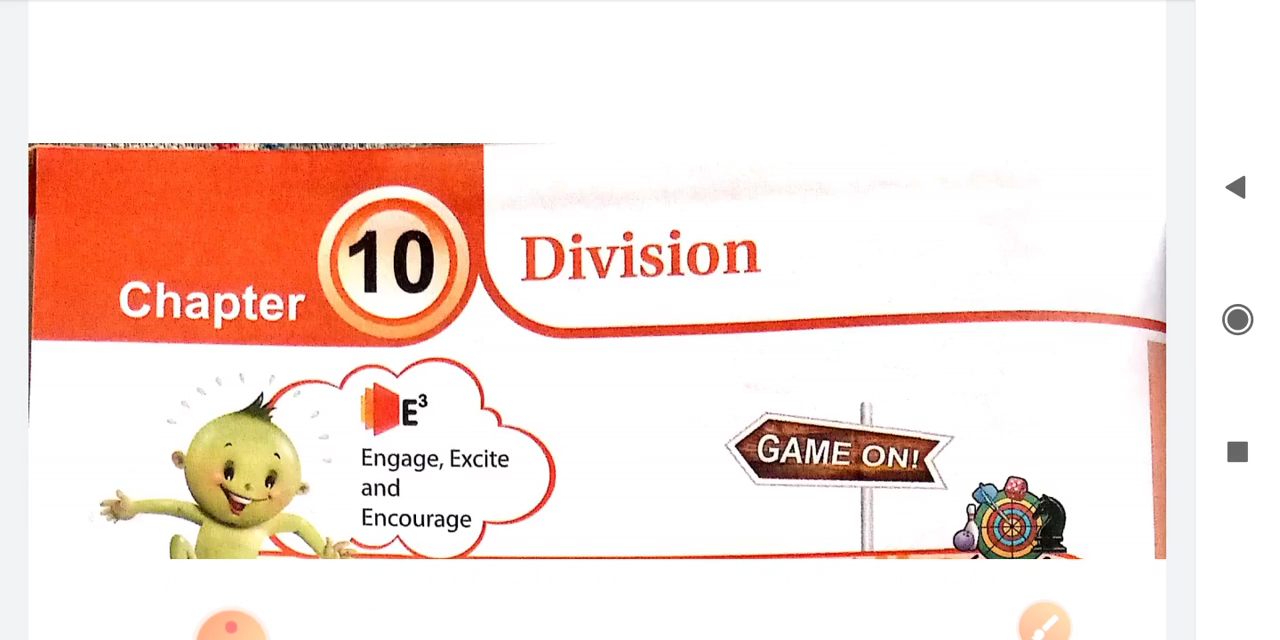 Chapter 10
Division
E³
Engage, Excite
and
Encourage
GAME ON!